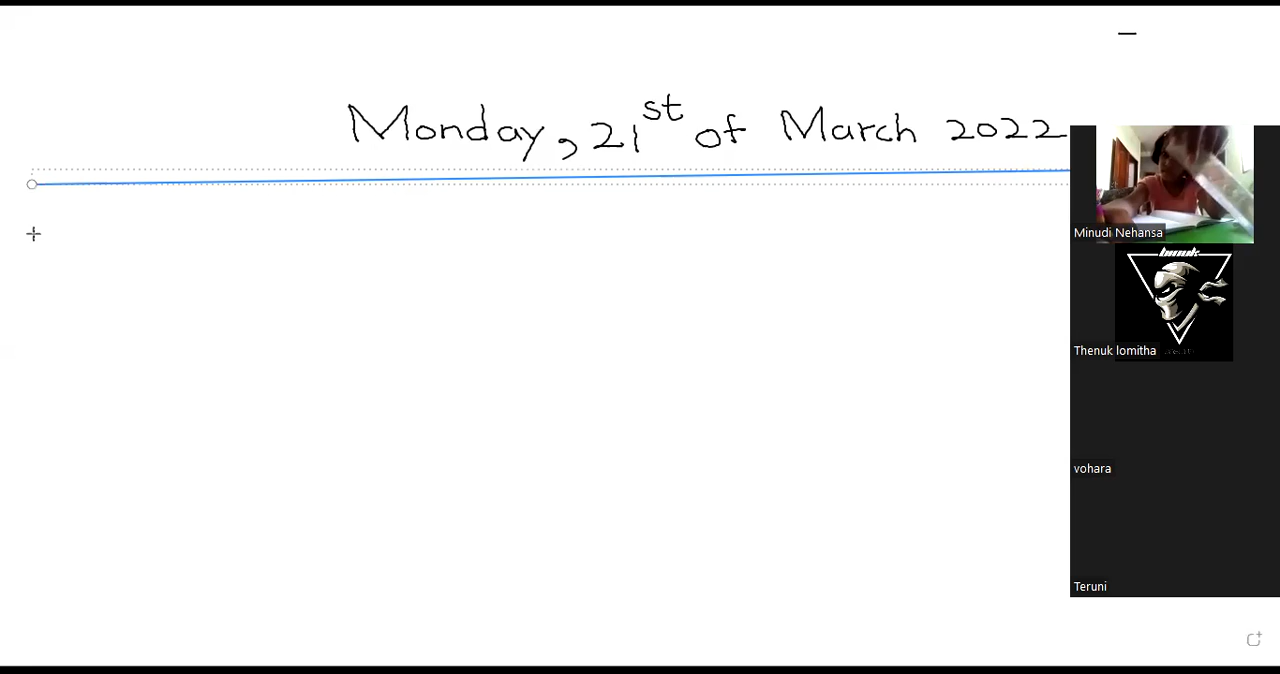 Monday, 21st of March 2022
Minudi Nehansa
Thenuk lomitha
vohara
Teruni